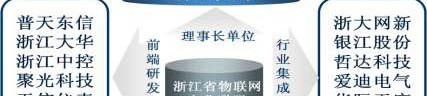 普天东信
浙江大华
浙江中控
聚光科技
理事长单位
前端研发
行业集成
浙江省物联网
浙大网新
银江股份
哲达科技
爱迪电气